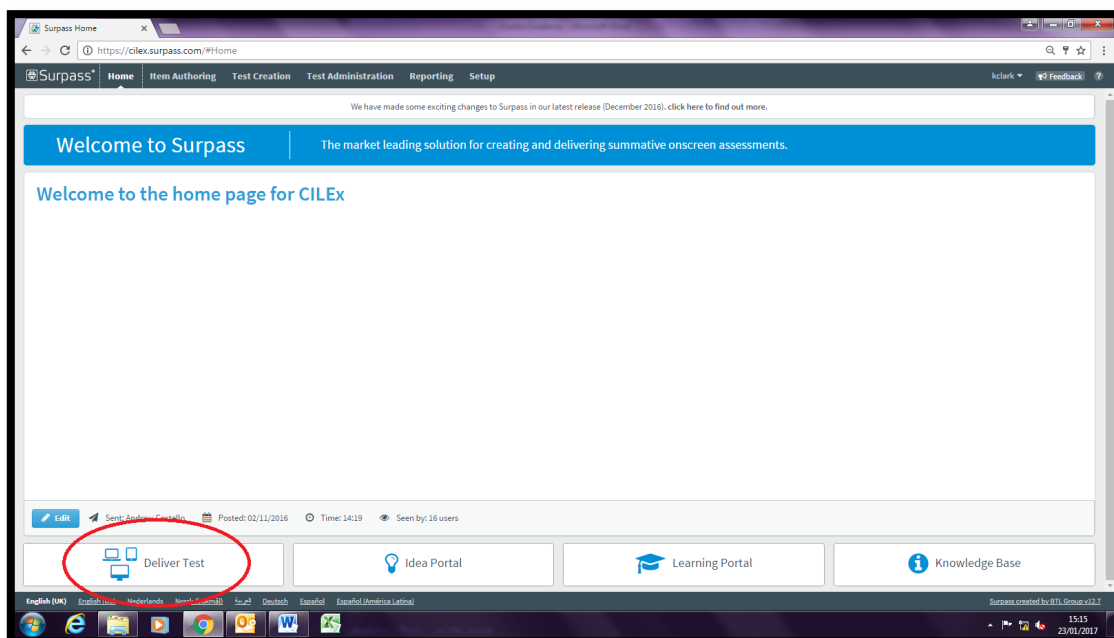 Surpass Home
https://cilex.surpass.com/#Home
Surpass Home Item Authoring Test Creation Test Administration Reporting Setup kclark Feedback ?
We have made some exciting changes to Surpass in our latest release (December 2016). click here to find out more.
Welcome to Surpass The market leading solution for creating and delivering summative onscreen assessments.
Welcome to the home page for CILEx
Edit Sent: Andrew Costello Posted: 02/11/2016 Time: 14:19 Seen by: 16 users
Deliver Test Idea Portal Learning Portal Knowledge Base
English (UK) English Nederlands Norsk Deutsch Español Español (América Latina) Surpass created by BTL Group v12.7
15:15
23/01/2017